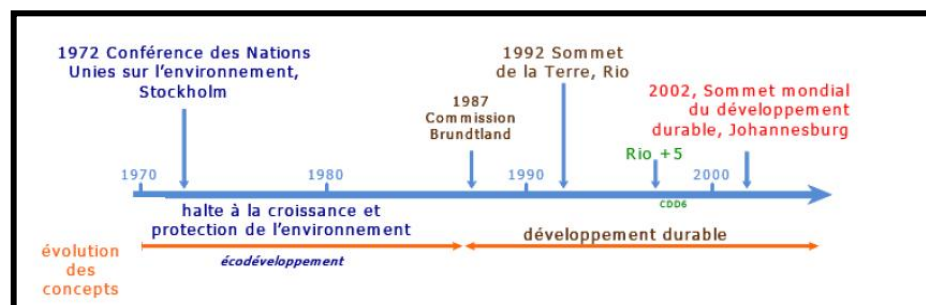 1972 Conférence des Nations
Unies sur l'environnement,
Stockholm
1987
Commission
Brundtland
1992 Sommet
de la Terre, Rio
2002, Sommet mondial
du développement
durable, Johannesburg
Rio +5
1970
1980
1990
2000
CDD6
halte à la croissance et
protection de l'environnement
écodéveloppement
développement durable
évolution
des
concepts